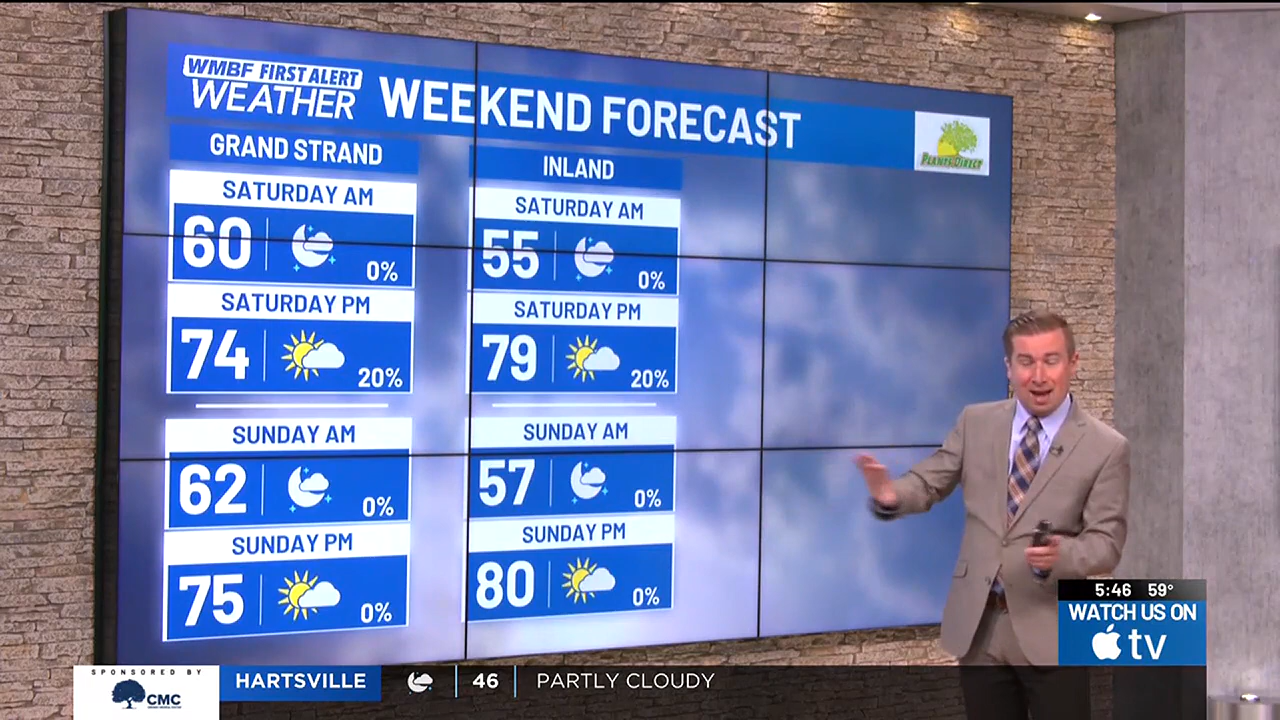 WMBF FIRST ALERT
WEATHER
WEEKEND FORECAST
PLANTS DIRECT
GRAND STRAND
SATURDAY AM
60
0%
SATURDAY PM
74
20%
SUNDAY AM
62
0%
SUNDAY PM
75
0%
INLAND
SATURDAY AM
55
0%
SATURDAY PM
79
20%
SUNDAY AM
57
0%
SUNDAY PM
80
0%
5:46 59°
WATCH US ON
tv
SPONSORED BY
CMC
HARTSVILLE
46
PARTLY CLOUDY